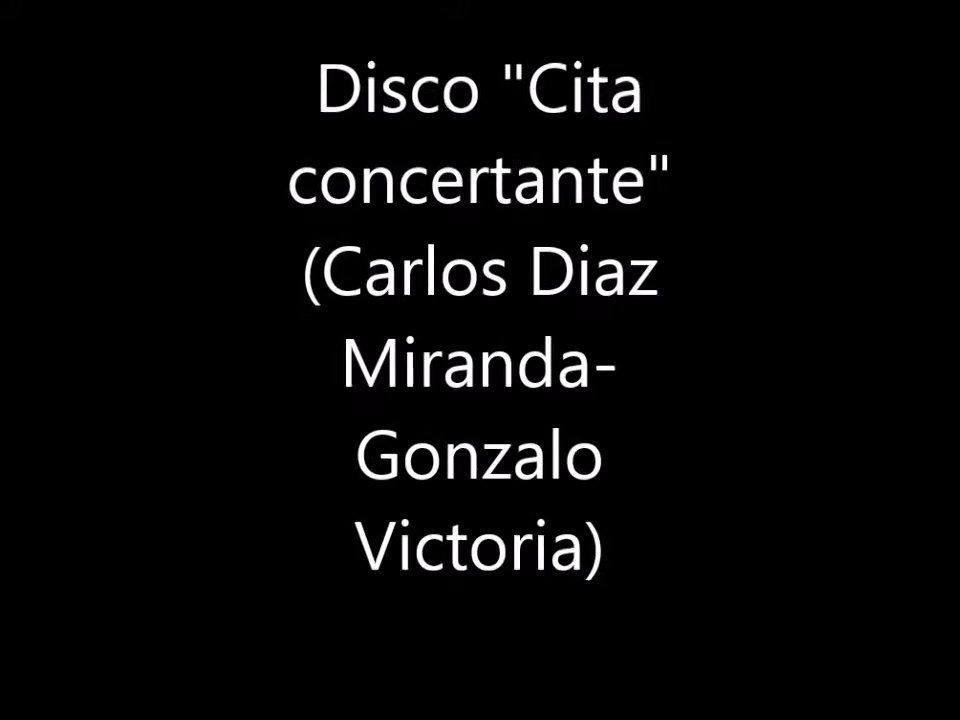 Disco "Cita
concertante"
(Carlos Diaz
Miranda-
Gonzalo
Victoria)